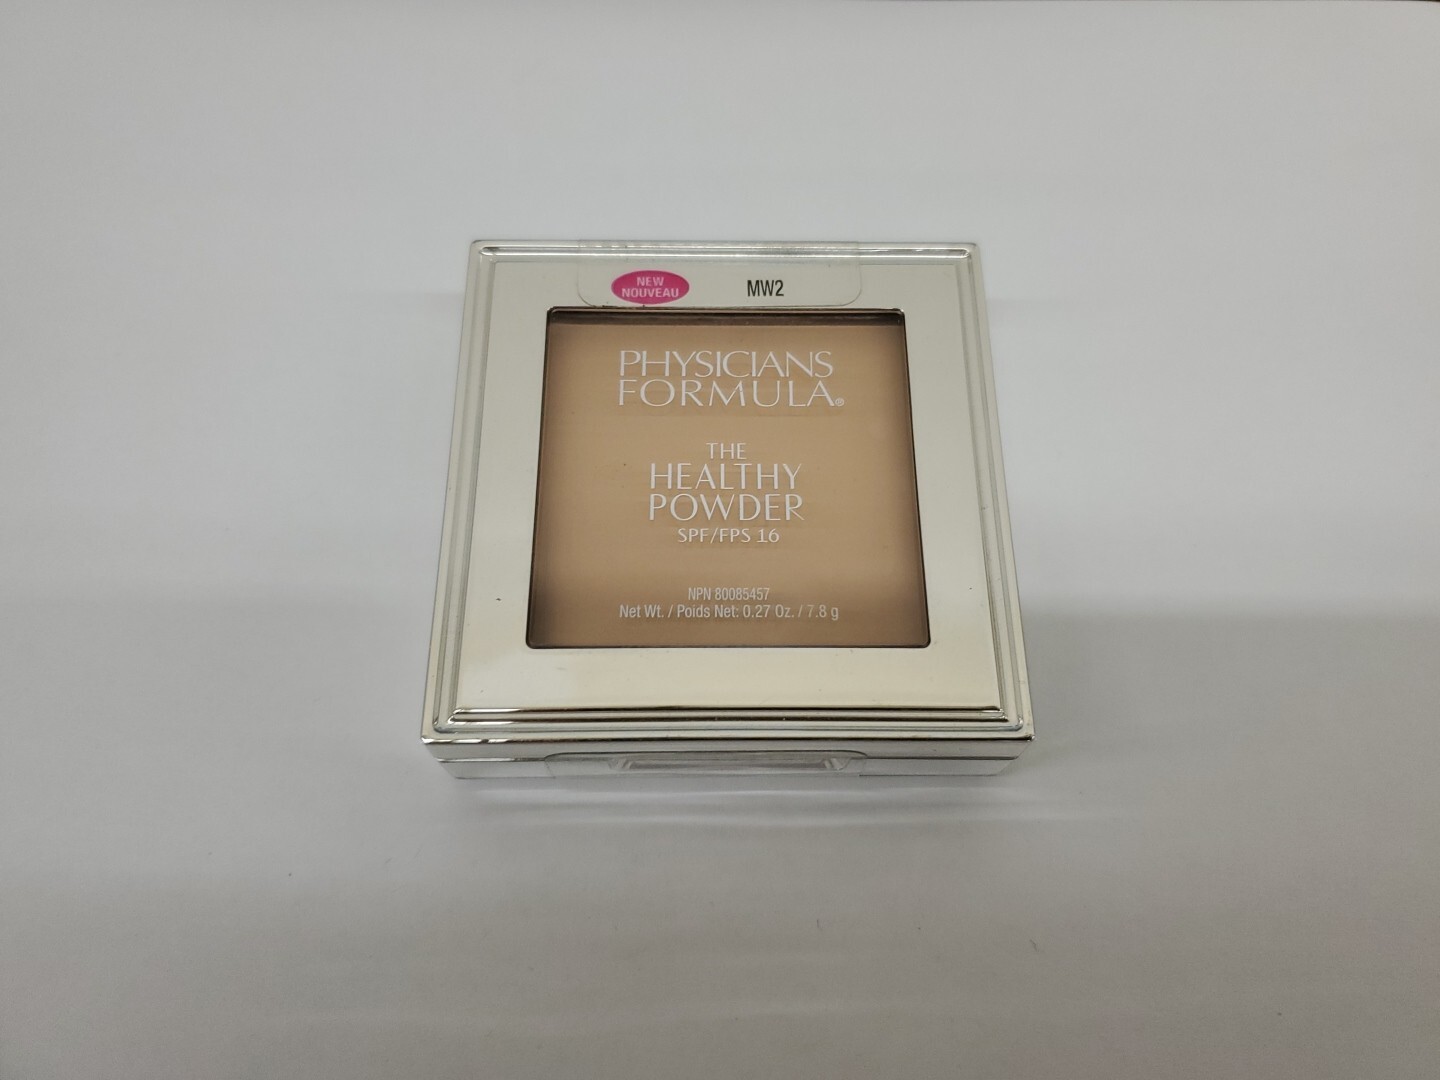 NEW
NOUVEAU
MW2
PHYSICIANS
FORMULA®
THE
HEALTHY
POWDER
SPF/FPS 16
NPN 80085457
Net Wt. / Poids Net: 0.27 Oz. / 7.8 g